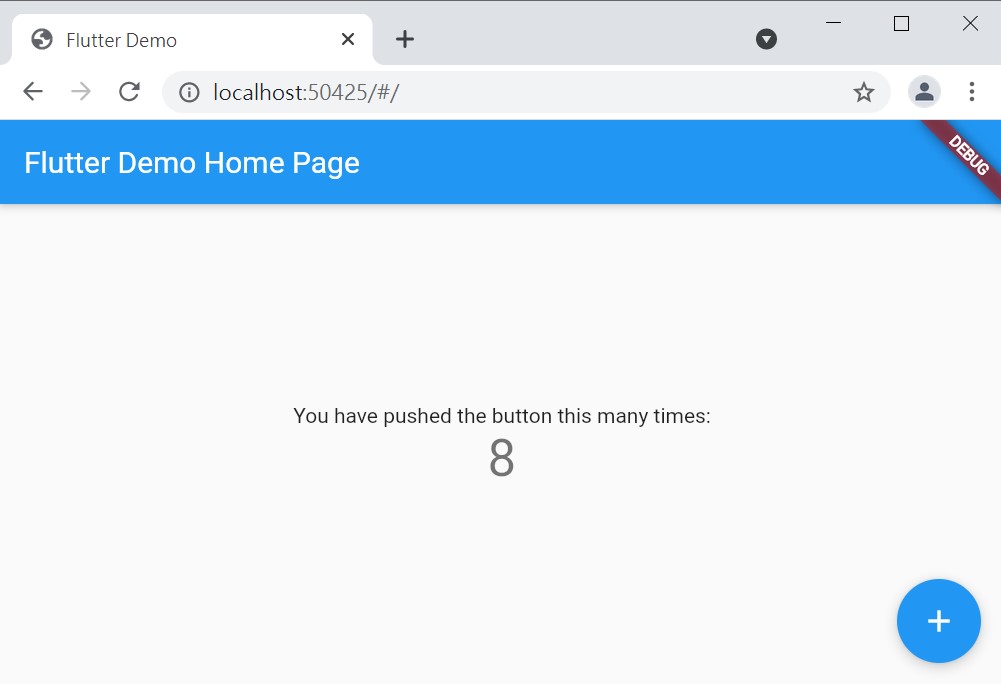 Flutter Demo
localhost:50425/#/
Flutter Demo Home Page
DEBUG
You have pushed the button this many times:
8